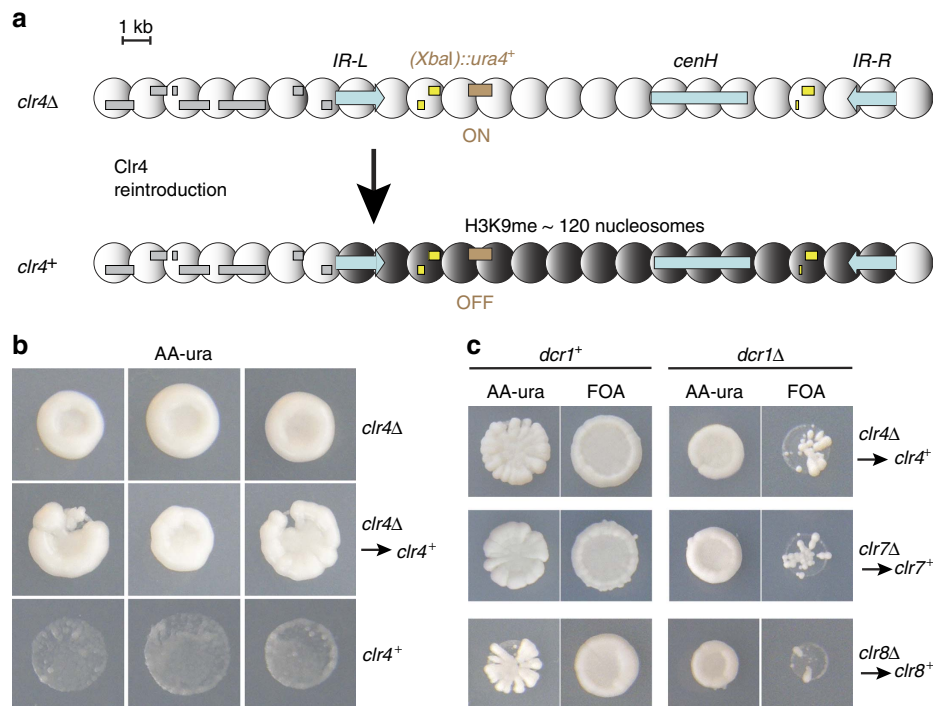 a
1 kb
IR-L (XbaI)::ura4+ cenH IR-R
clr4Δ
ON
Clr4
reintroduction
H3K9me ~ 120 nucleosomes
clr4+
OFF
b
AA-ura
clr4Δ
clr4Δ
→ clr4+
clr4+
c
dcr1+ dcr1Δ
AA-ura FOA AA-ura FOA
clr4Δ
→ clr4+
clr7Δ
→ clr7+
clr8Δ
→ clr8+